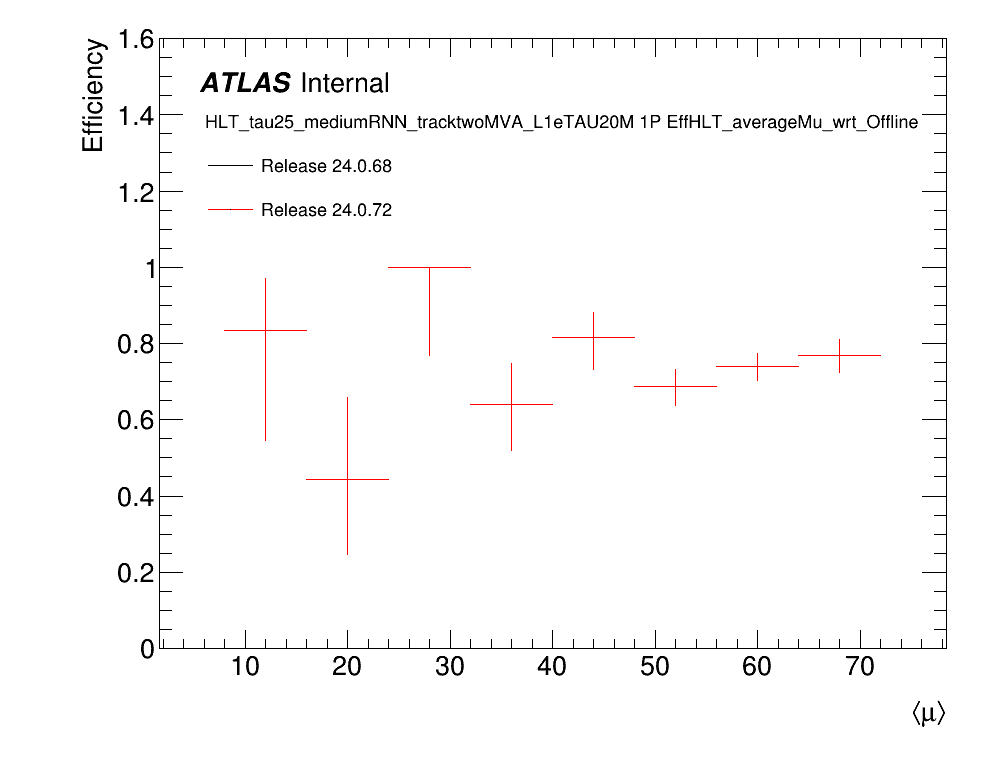 ATLAS Internal
HLT_tau25_mediumRNN_tracktwoMVA_L1eTAU20M 1P EffHLT_averageMu_wrt_Offline
Release 24.0.68
Release 24.0.72
Efficiency
1.6
1.4
1.2
1
0.8
0.6
0.4
0.2
0
10 20 30 40 50 60 70
⟨μ⟩